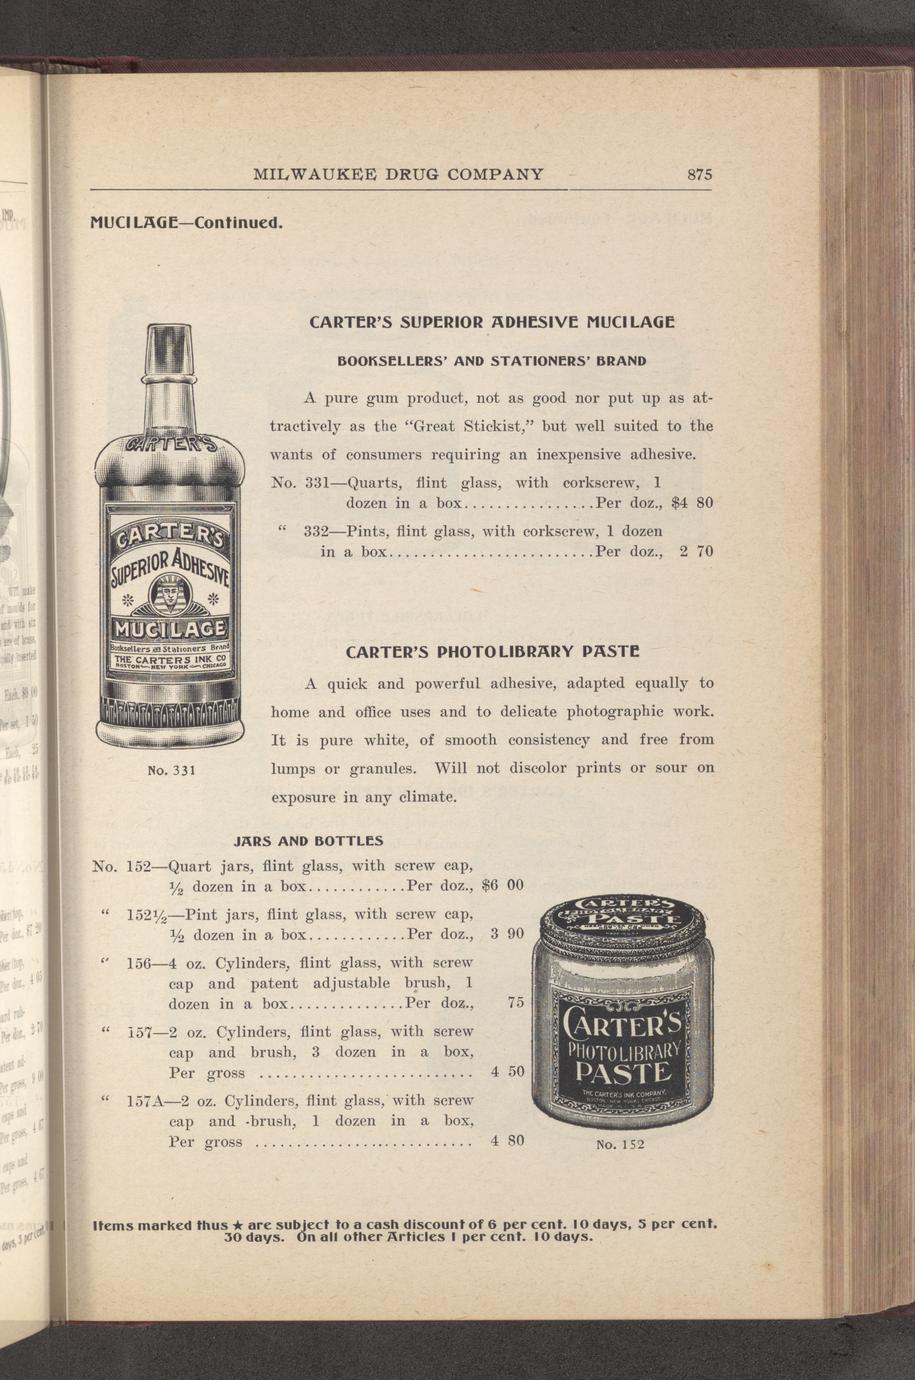 MILWAUKEE DRUG COMPANY 875
MUCILAGE—Continued.
CARTER'S SUPERIOR ADHESIVE MUCILAGE
BOOKSELLERS' AND STATIONERS' BRAND
A pure gum product, not as good nor put up as at-
tractively as the "Great Stickist," but well suited to the
wants of consumers requiring an inexpensive adhesive.
No. 331—Quarts, flint glass, with corkscrew, 1
dozen in a box................Per doz., $4 80
" 332—Pints, flint glass, with corkscrew, 1 dozen
in a box.........................Per doz., 2 70
CARTER'S
CARTER'S
SUPERIOR ADHESIVE
MUCILAGE
Booksellers and Stationers Brand
THE CARTER'S INK CO
BOSTON NEW YORK CHICAGO
No. 331
CARTER'S PHOTOLIBRARY PASTE
A quick and powerful adhesive, adapted equally to
home and office uses and to delicate photographic work.
It is pure white, of smooth consistency and free from
lumps or granules. Will not discolor prints or sour on
exposure in any climate.
JARS AND BOTTLES
No. 152—Quart jars, flint glass, with screw cap,
½ dozen in a box............Per doz., $6 00
" 152½—Pint jars, flint glass, with screw cap,
½ dozen in a box............Per doz., 3 90
" 156—4 oz. Cylinders, flint glass, with screw
cap and patent adjustable brush, 1
dozen in a box..............Per doz., 75
" 157—2 oz. Cylinders, flint glass, with screw
cap and brush, 3 dozen in a box,
Per gross .......................... 4 50
" 157A—2 oz. Cylinders, flint glass, with screw
cap and -brush, 1 dozen in a box,
Per gross .......................... 4 80
CARTER'S
PHOTOLIBRARY
PASTE
CARTER'S
PHOTOLIBRARY
PASTE
THE CARTER'S INK COMPANY.
BOSTON, NEW YORK, CHICAGO
No. 152
Items marked thus ★ are subject to a cash discount of 6 per cent. 10 days, 5 per cent.
30 days. On all other Articles 1 per cent. 10 days.